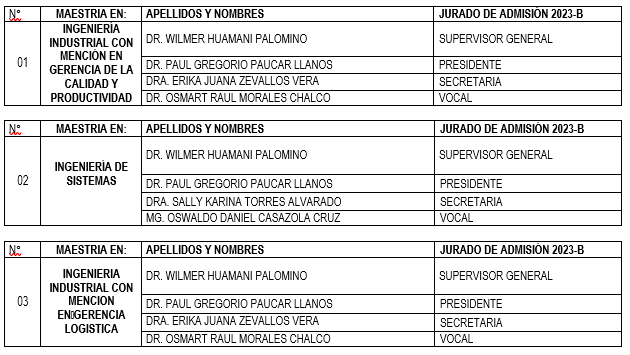 N° MAESTRIA EN: APELLIDOS Y NOMBRES JURADO DE ADMISIÓN 2023-B
01
INGENIERÍA
INDUSTRIAL CON
MENCIÓN EN
GERENCIA DE LA
CALIDAD Y
PRODUCTIVIDAD
DR. WILMER HUAMANI PALOMINO SUPERVISOR GENERAL
DR. PAUL GREGORIO PAUCAR LLANOS PRESIDENTE
DRA. ERIKA JUANA ZEVALLOS VERA SECRETARIA
DR. OSMART RAUL MORALES CHALCO VOCAL
N° MAESTRIA EN: APELLIDOS Y NOMBRES JURADO DE ADMISIÓN 2023-B
02
INGENIERÌA DE
SISTEMAS
DR. WILMER HUAMANI PALOMINO SUPERVISOR GENERAL
DR. PAUL GREGORIO PAUCAR LLANOS PRESIDENTE
DRA. SALLY KARINA TORRES ALVARADO SECRETARIA
MG. OSWALDO DANIEL CASAZOLA CRUZ VOCAL
N° MAESTRIA EN: APELLIDOS Y NOMBRES JURADO DE ADMISIÓN 2023-B
03
INGENIERIA
INDUSTRIAL CON
MENCION
EN▯GERENCIA
LOGISTICA
DR. WILMER HUAMANI PALOMINO SUPERVISOR GENERAL
DR. PAUL GREGORIO PAUCAR LLANOS PRESIDENTE
DRA. ERIKA JUANA ZEVALLOS VERA SECRETARIA
DR. OSMART RAUL MORALES CHALCO VOCAL